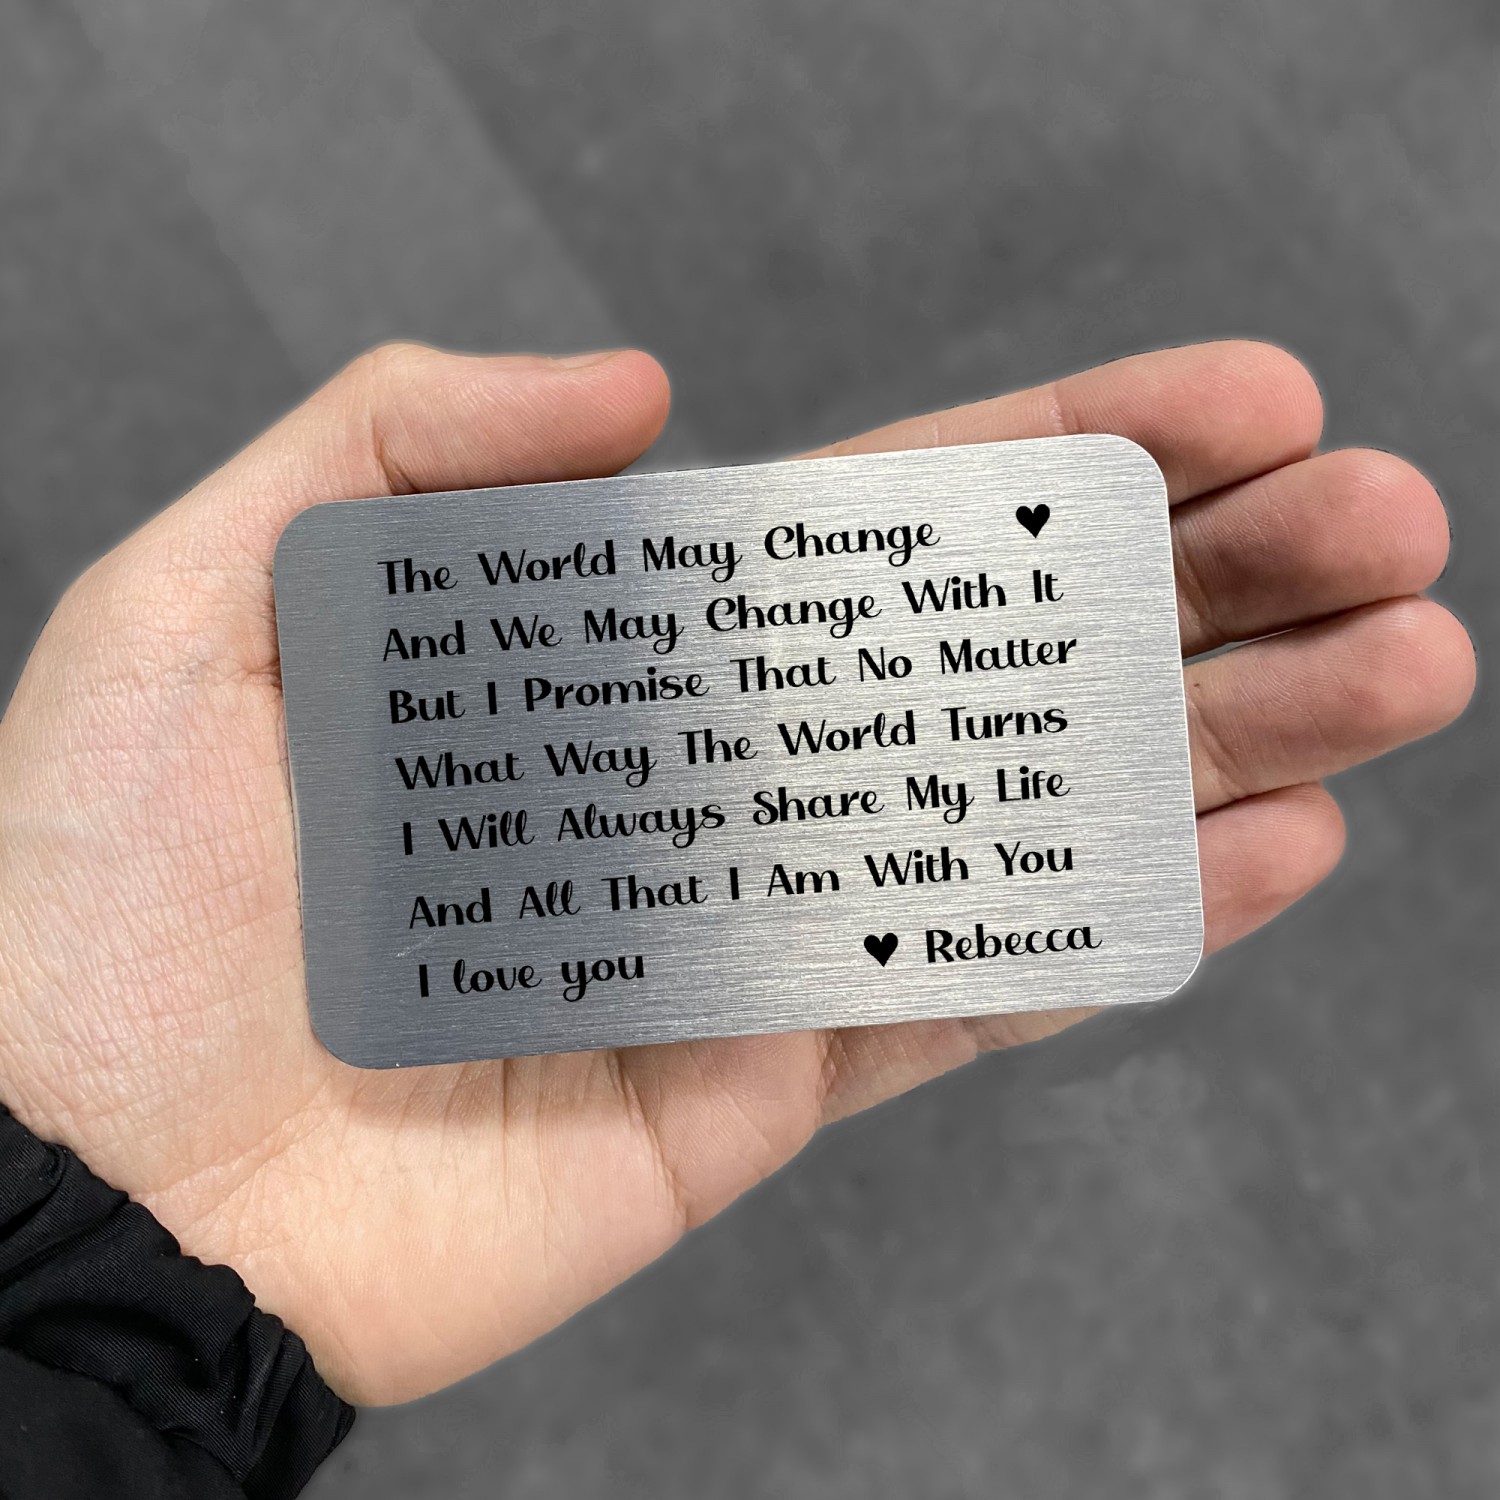 The World May Change ♥
And We May Change With It
But I Promise That No Matter
What Way The World Turns
I Will Always Share My Life
And All That I Am With You
I love you ♥ Rebecca